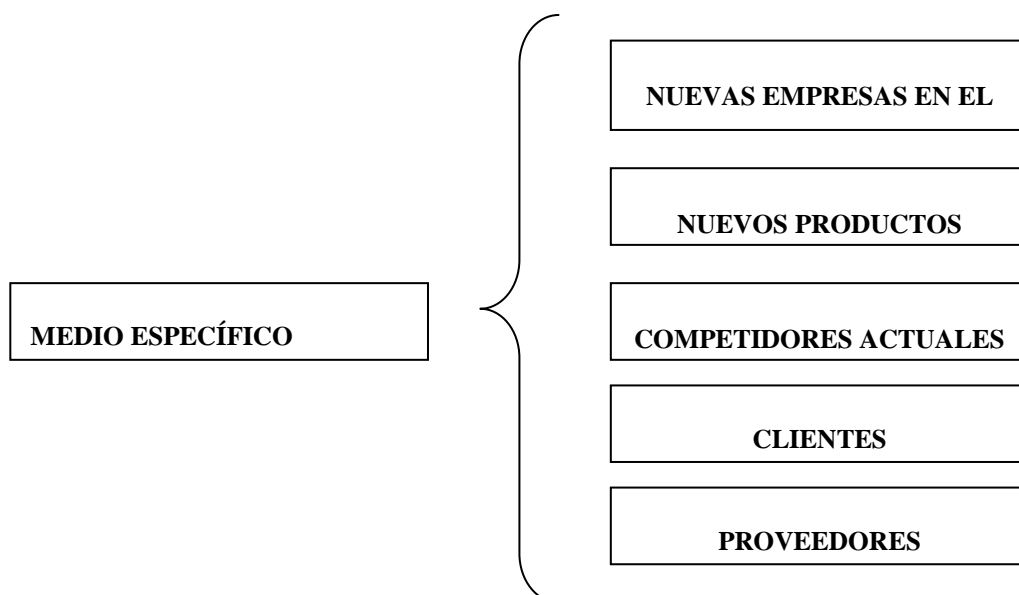 NUEVAS EMPRESAS EN EL
NUEVOS PRODUCTOS
MEDIO ESPECÍFICO
COMPETIDORES ACTUALES
CLIENTES
PROVEEDORES